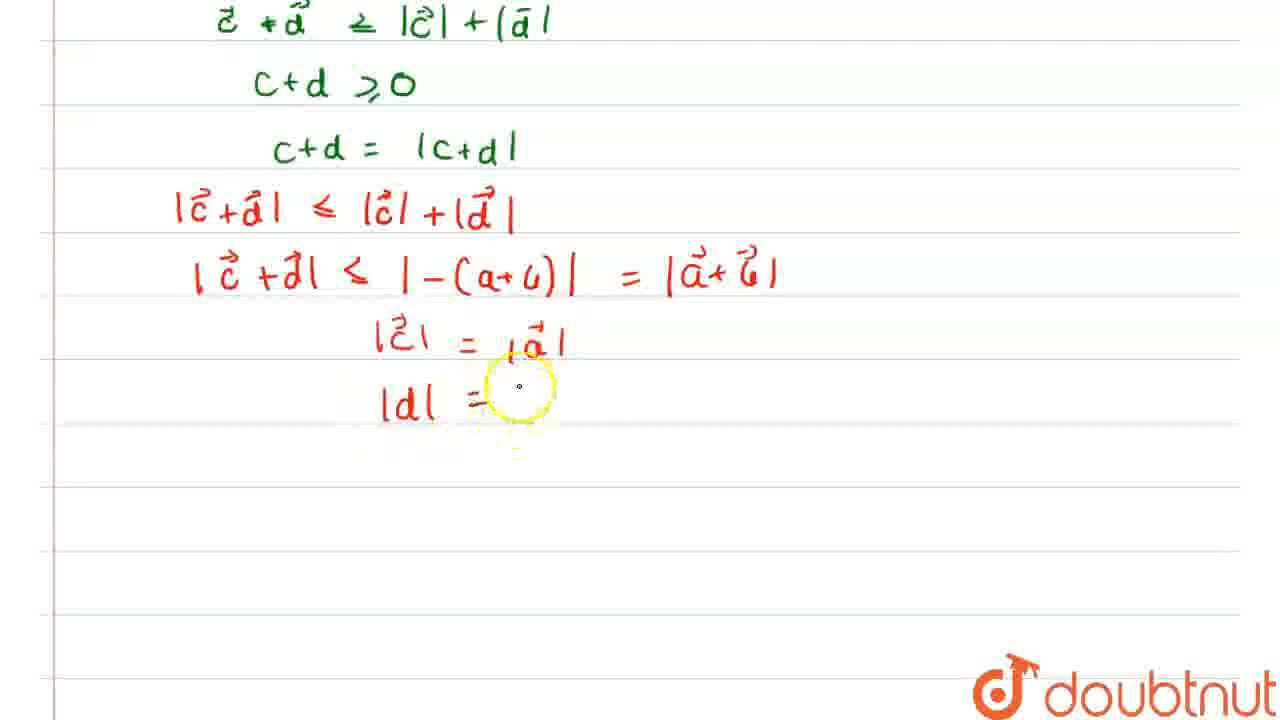 c⃗ + d⃗ ≤ |c⃗| + |d̄|
c+d ⩾ 0
c+d = |c+d|
|c⃗ + d⃗| ≤ |c⃗| + |d⃗|
|c⃗ + d⃗| ≤ |-(a+b)| = |a⃗ + b⃗|
|c⃗| = |a⃗|
|d| =
doubtnut